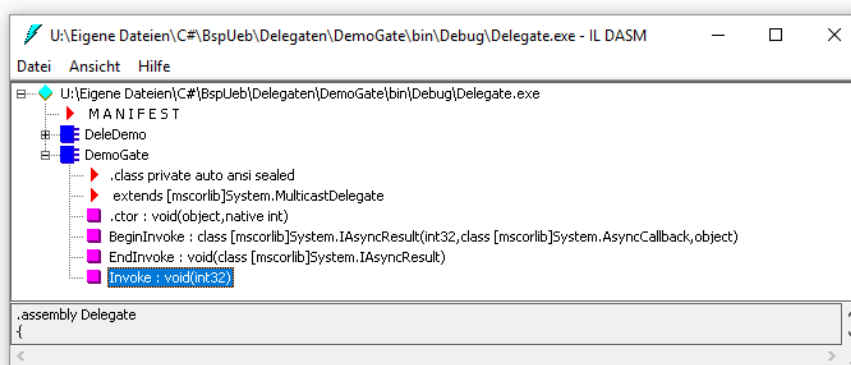 U:\Eigene Dateien\C#\BspUeb\Delegaten\DemoGate\bin\Debug\Delegate.exe - IL DASM
Datei Ansicht Hilfe
U:\Eigene Dateien\C#\BspUeb\Delegaten\DemoGate\bin\Debug\Delegate.exe
MANIFEST
DeleDemo
DemoGate
.class private auto ansi sealed
extends [mscorlib]System.MulticastDelegate
.ctor : void(object,native int)
BeginInvoke : class [mscorlib]System.IAsyncResult(int32,class [mscorlib]System.AsyncCallback,object)
EndInvoke : void(class [mscorlib]System.IAsyncResult)
Invoke : void(int32)
.assembly Delegate
{